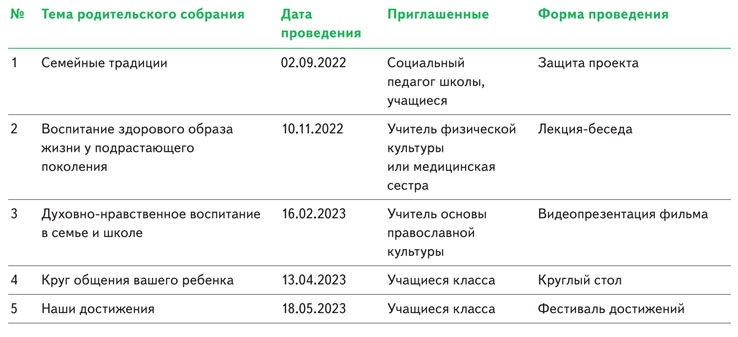 № Тема родительского собрания Дата проведения Приглашенные Форма проведения
1 Семейные традиции 02.09.2022 Социальный педагог школы, учащиеся Защита проекта
2 Воспитание здорового образа жизни у подрастающего поколения 10.11.2022 Учитель физической культуры или медицинская сестра Лекция-беседа
3 Духовно-нравственное воспитание в семье и школе 16.02.2023 Учитель основы православной культуры Видеопрезентация фильма
4 Круг общения вашего ребенка 13.04.2023 Учащиеся класса Круглый стол
5 Наши достижения 18.05.2023 Учащиеся класса Фестиваль достижений